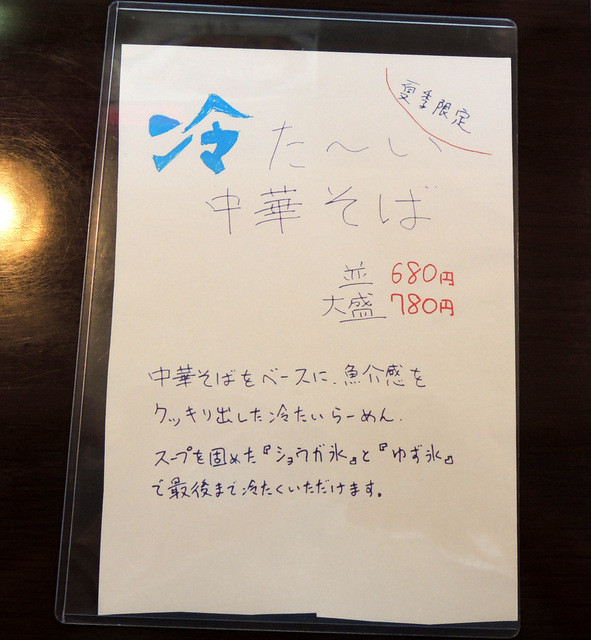 夏季限定
冷た〜い
中華そば
並 680円
大盛 780円
中華そばをベースに、魚介感を
クッキリ出した冷たいらーめん.
スープを固めた『ショウガ氷』と『ゆず氷』
で最後まで冷たくいただけます。